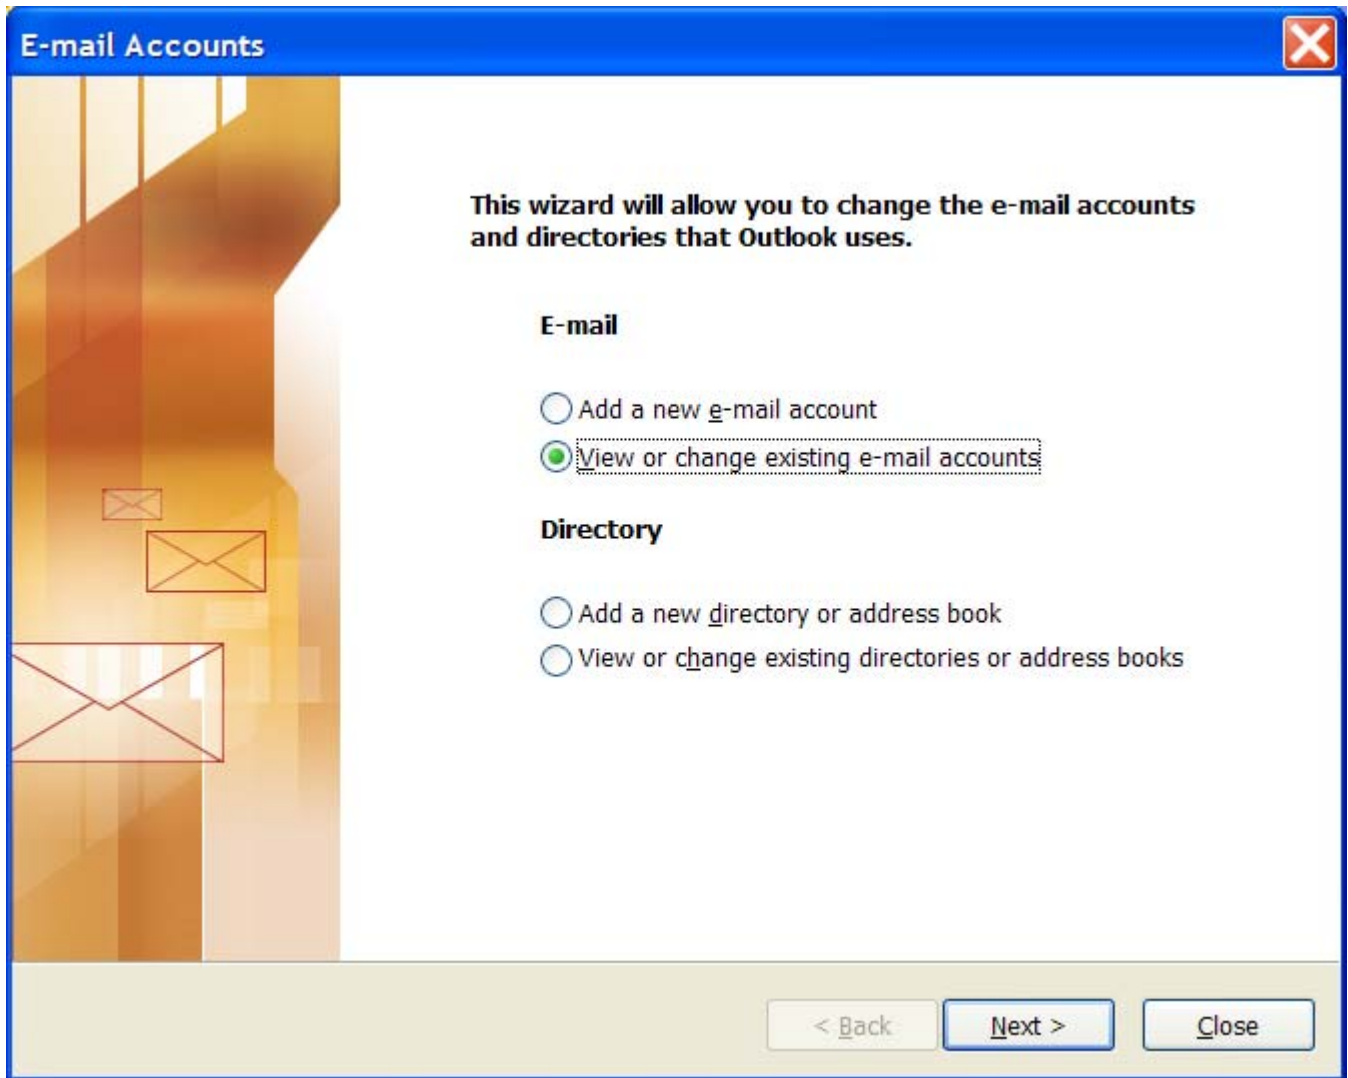 E-mail Accounts
This wizard will allow you to change the e-mail accounts
and directories that Outlook uses.
E-mail
Add a new e-mail account
View or change existing e-mail accounts
Directory
Add a new directory or address book
View or change existing directories or address books
< Back Next > Close